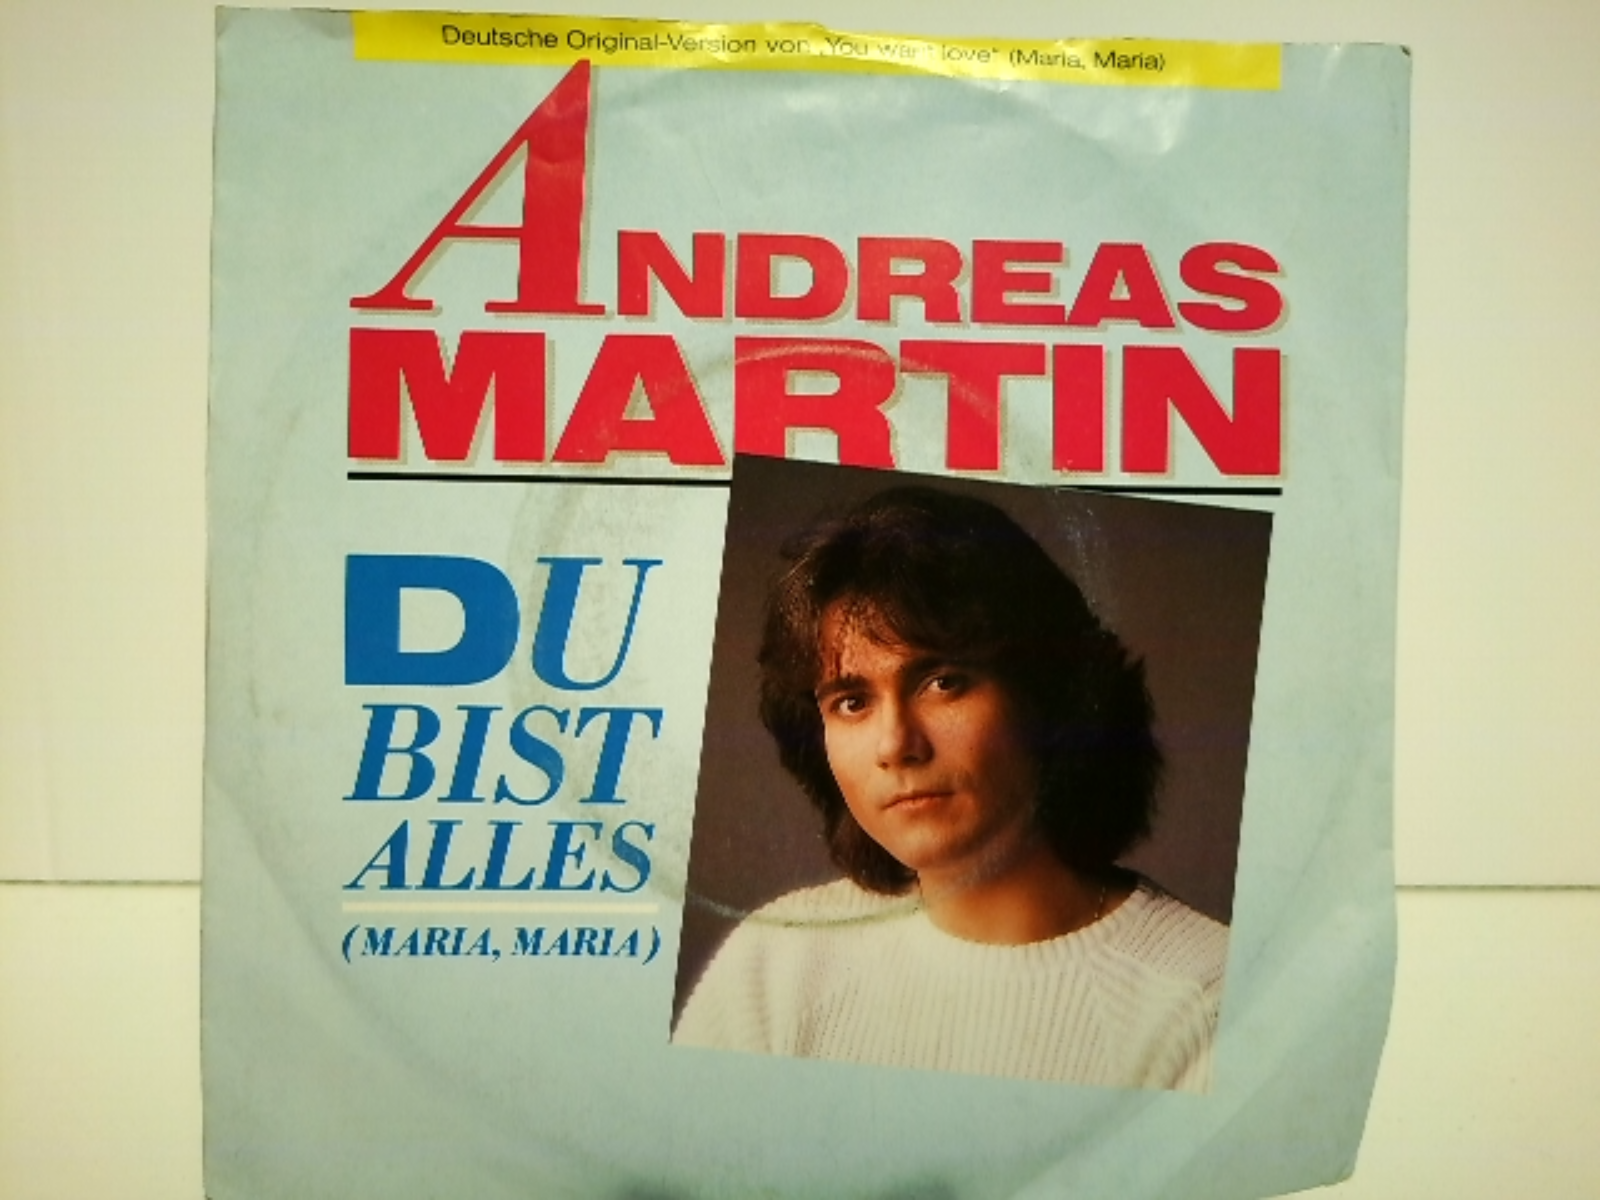 Deutsche Original-Version von „You want love“ (Maria, Maria)
ANDREAS
MARTIN
DU
BIST
ALLES
(MARIA, MARIA)